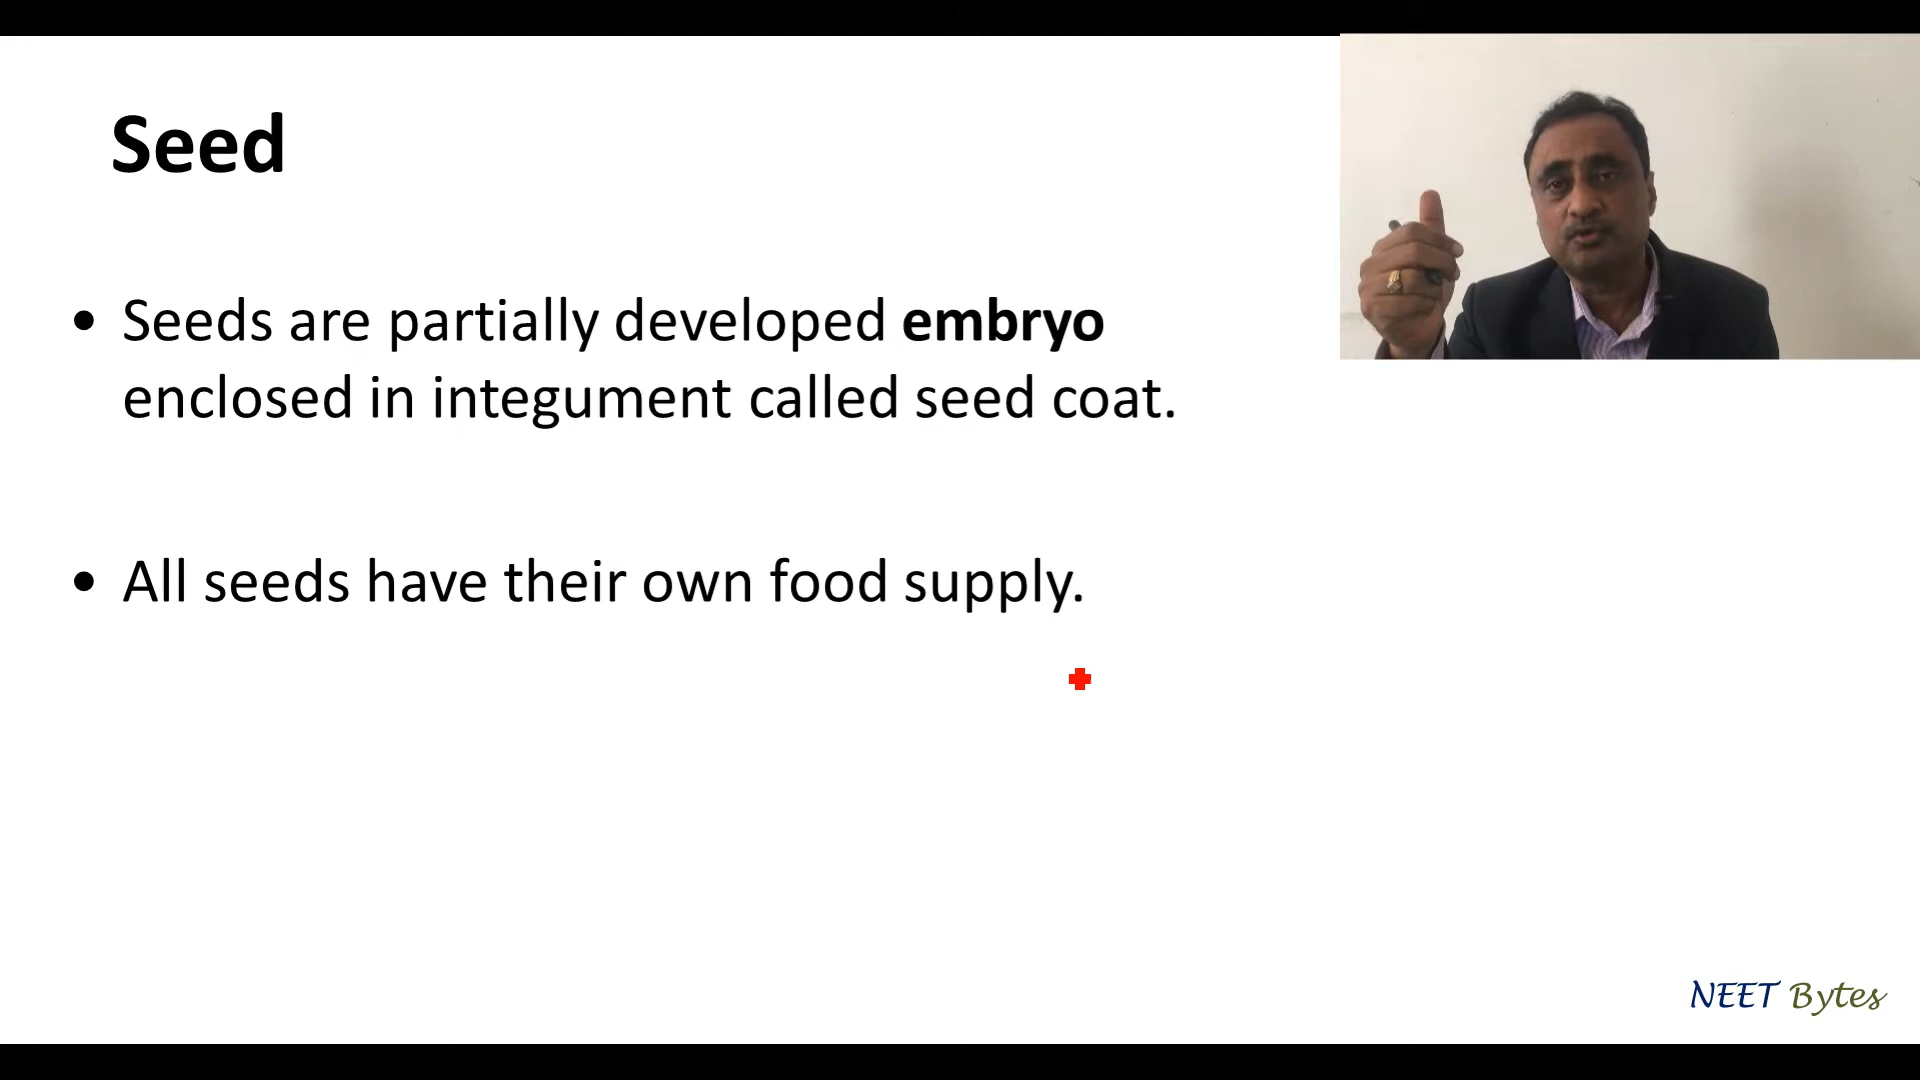 Seed
• Seeds are partially developed embryo
enclosed in integument called seed coat.
• All seeds have their own food supply.
NEET Bytes